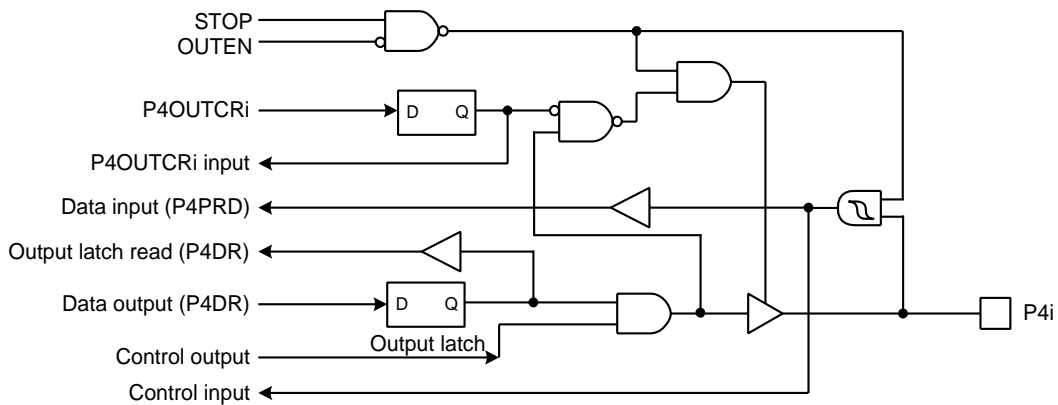 STOP
OUTEN
P4OUTCRi
D Q
P4OUTCRi input
Data input (P4PRD)
Output latch read (P4DR)
Data output (P4DR)
D Q
P4i
Output latch
Control output
Control input